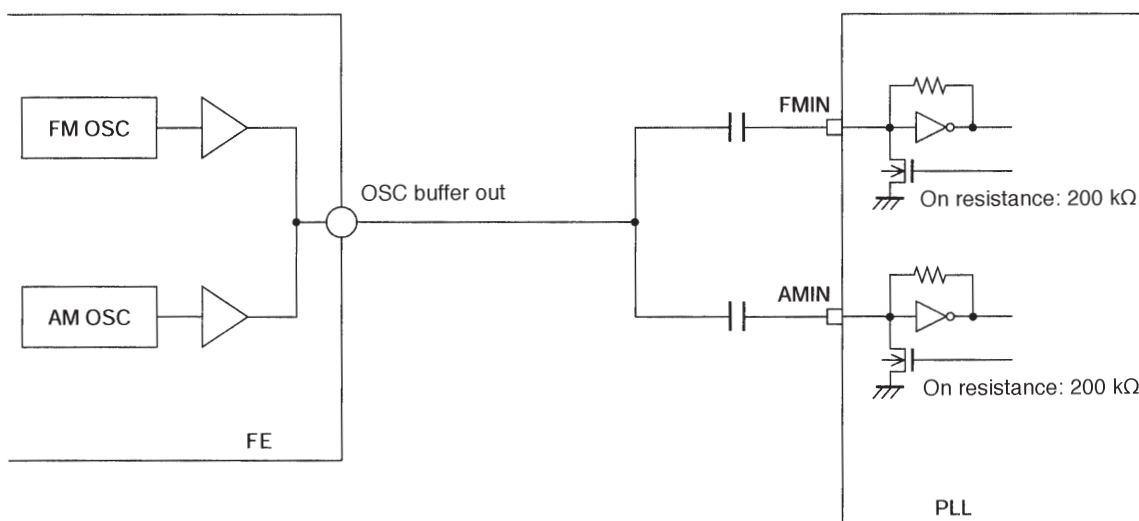 FM OSC
AM OSC
OSC buffer out
FE
FMIN
On resistance: 200 kΩ
AMIN
On resistance: 200 kΩ
PLL